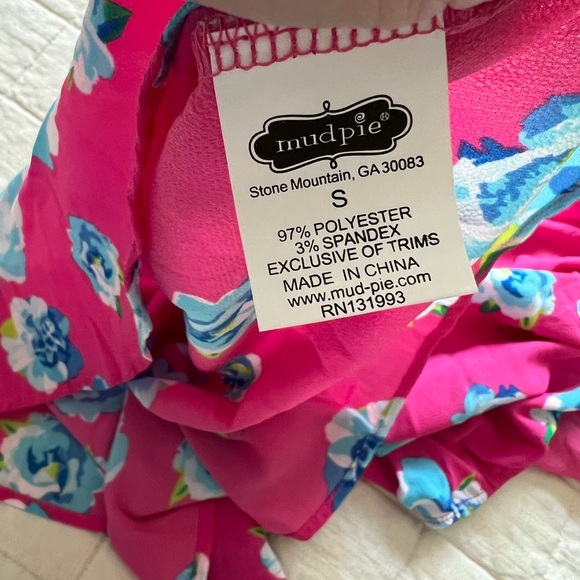 mudpie®
Stone Mountain, GA 30083
S
97% POLYESTER
3% SPANDEX
EXCLUSIVE OF TRIMS
MADE IN CHINA
www.mud-pie.com
RN131993